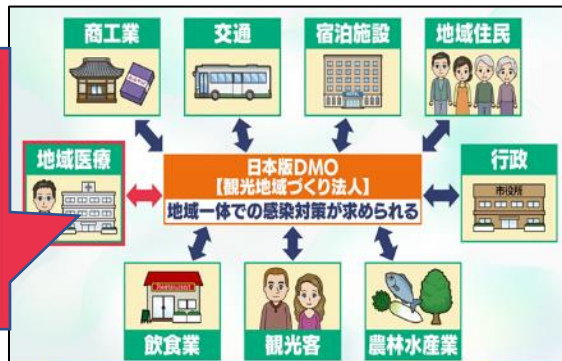 商工業
交通
宿泊施設
地域住民
地域医療
日本版DMO
【観光地域づくり法人】
地域一体での感染対策が求められる
行政
市役所
飲食業
観光客
農林水産業